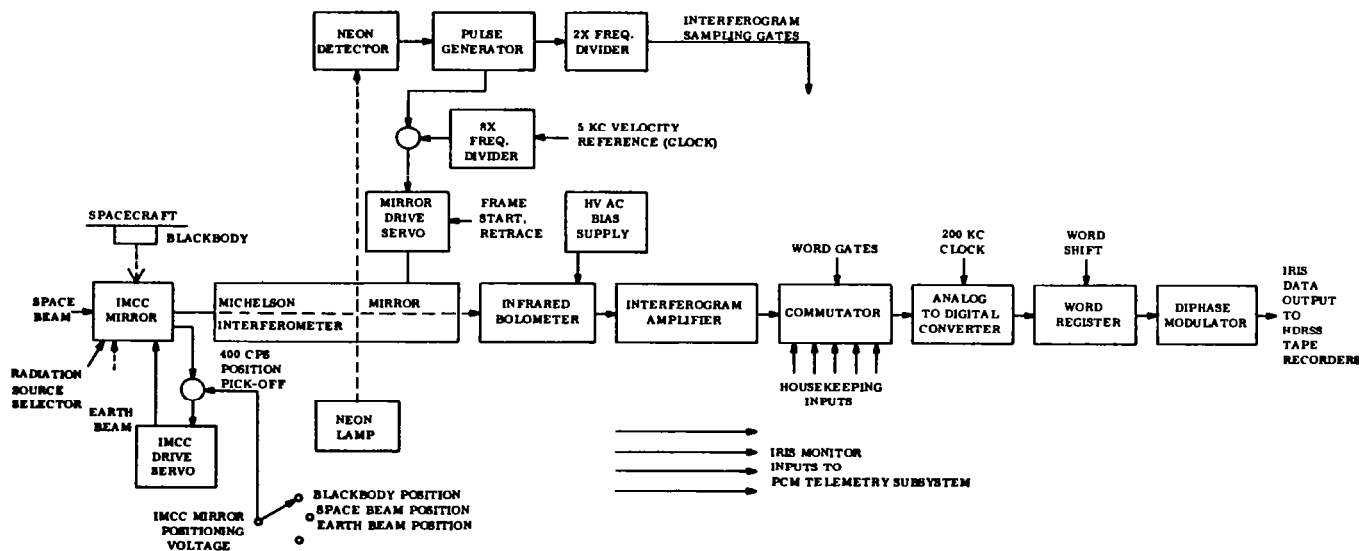 NEON
DETECTOR
PULSE
GENERATOR
2X FREQ.
DIVIDER
INTERFEROGRAM
SAMPLING GATES
8X
FREQ.
DIVIDER
5 KC VELOCITY
REFERENCE (CLOCK)
MIRROR
DRIVE
SERVO
FRAME
START,
RETRACE
HV AC
BIAS
SUPPLY
SPACECRAFT
BLACKBODY
WORD GATES
200 KC
CLOCK
WORD
SHIFT
SPACE
BEAM
IMCC
MIRROR
MICHELSON
MIRROR
INTERFEROMETER
INFRARED
BOLOMETER
INTERFEROGRAM
AMPLIFIER
COMMUTATOR
ANALOG
TO DIGITAL
CONVERTER
WORD
REGISTER
DIPHASE
MODULATOR
IRIS
DATA
OUTPUT
TO
HDRSS
TAPE
RECORDERS
400 CPS
POSITION
PICK-OFF
RADIATION
SOURCE
SELECTOR
EARTH
BEAM
HOUSEKEEPING
INPUTS
IMCC
DRIVE
SERVO
NEON
LAMP
IRIS MONITOR
INPUTS TO
PCM TELEMETRY SUBSYSTEM
BLACKBODY POSITION
SPACE BEAM POSITION
EARTH BEAM POSITION
IMCC MIRROR
POSITIONING
VOLTAGE